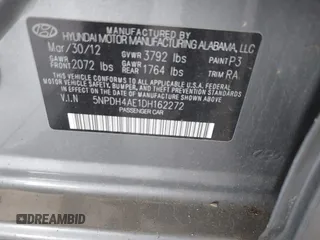 HYUNDAI MOTOR MANUFACTURING ALABAMA, LLC
Mar/30/12 GVWR 3792 lbs PAINT P3
GAWR FRONT 2072 lbs GAWR REAR 1764 lbs TRIM RA
THIS VEHICLE CONFORMS TO ALL APPLICABLE FEDERAL
MOTOR VEHICLE SAFETY, BUMPER, AND THEFT PREVENTION
STANDARDS IN EFFECT ON THE DATE OF MANUFACTURE
SHOWN ABOVE.
V.I.N 5NPDH4AE1DH162272
PASSENGER CAR
DREAMBID